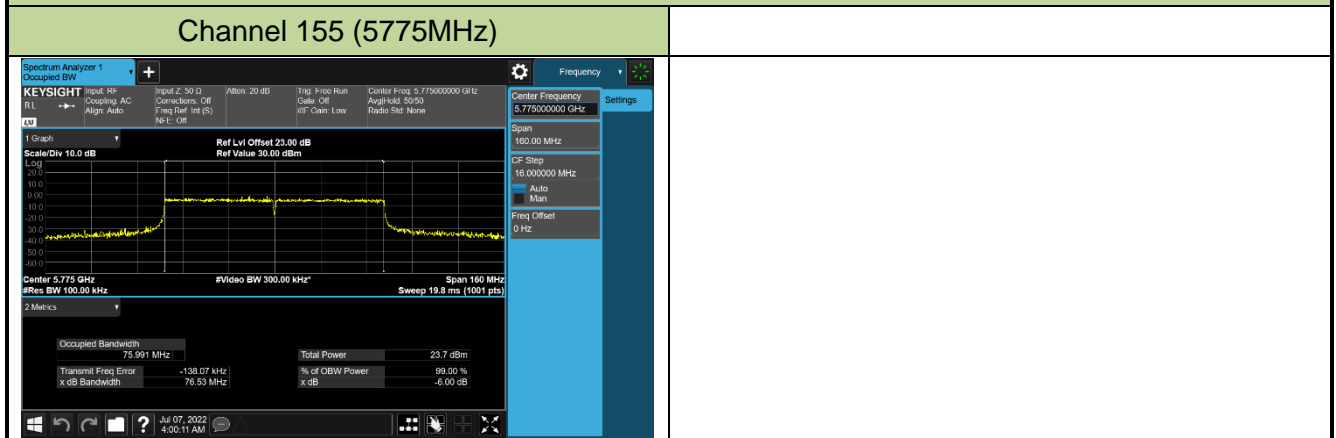 Channel 155 (5775MHz)
Spectrum Analyzer 1
Occupied BW
Frequency
KEYSIGHT
RL
LXI
Input: RF
Coupling: AC
Align: Auto
Input Z: 50 Ω
Corrections: Off
Freq Ref: Int (S)
NFE: Off
Atten: 20 dB
Trig: Free Run
Gate: Off
#IF Gain: Low
Center Freq: 5.775000000 GHz
Avg|Hold: 50/50
Radio Std: None
Center Frequency
5.775000000 GHz
Settings
Span
160.00 MHz
CF Step
16.000000 MHz
Auto
Man
Freq Offset
0 Hz
1 Graph
Scale/Div 10.0 dB
Ref Lvl Offset 23.00 dB
Ref Value 30.00 dBm
Log
20.0
10.0
0.00
-10.0
-20.0
-30.0
-40.0
-50.0
-60.0
Center 5.775 GHz
#Res BW 100.00 kHz
#Video BW 300.00 kHz*
Span 160 MHz
Sweep 19.8 ms (1001 pts)
2 Metrics
Occupied Bandwidth
75.991 MHz
Total Power 23.7 dBm
Transmit Freq Error -138.07 kHz
% of OBW Power 99.00 %
x dB Bandwidth 76.53 MHz
x dB -6.00 dB
?
Jul 07, 2022
4:00:11 AM